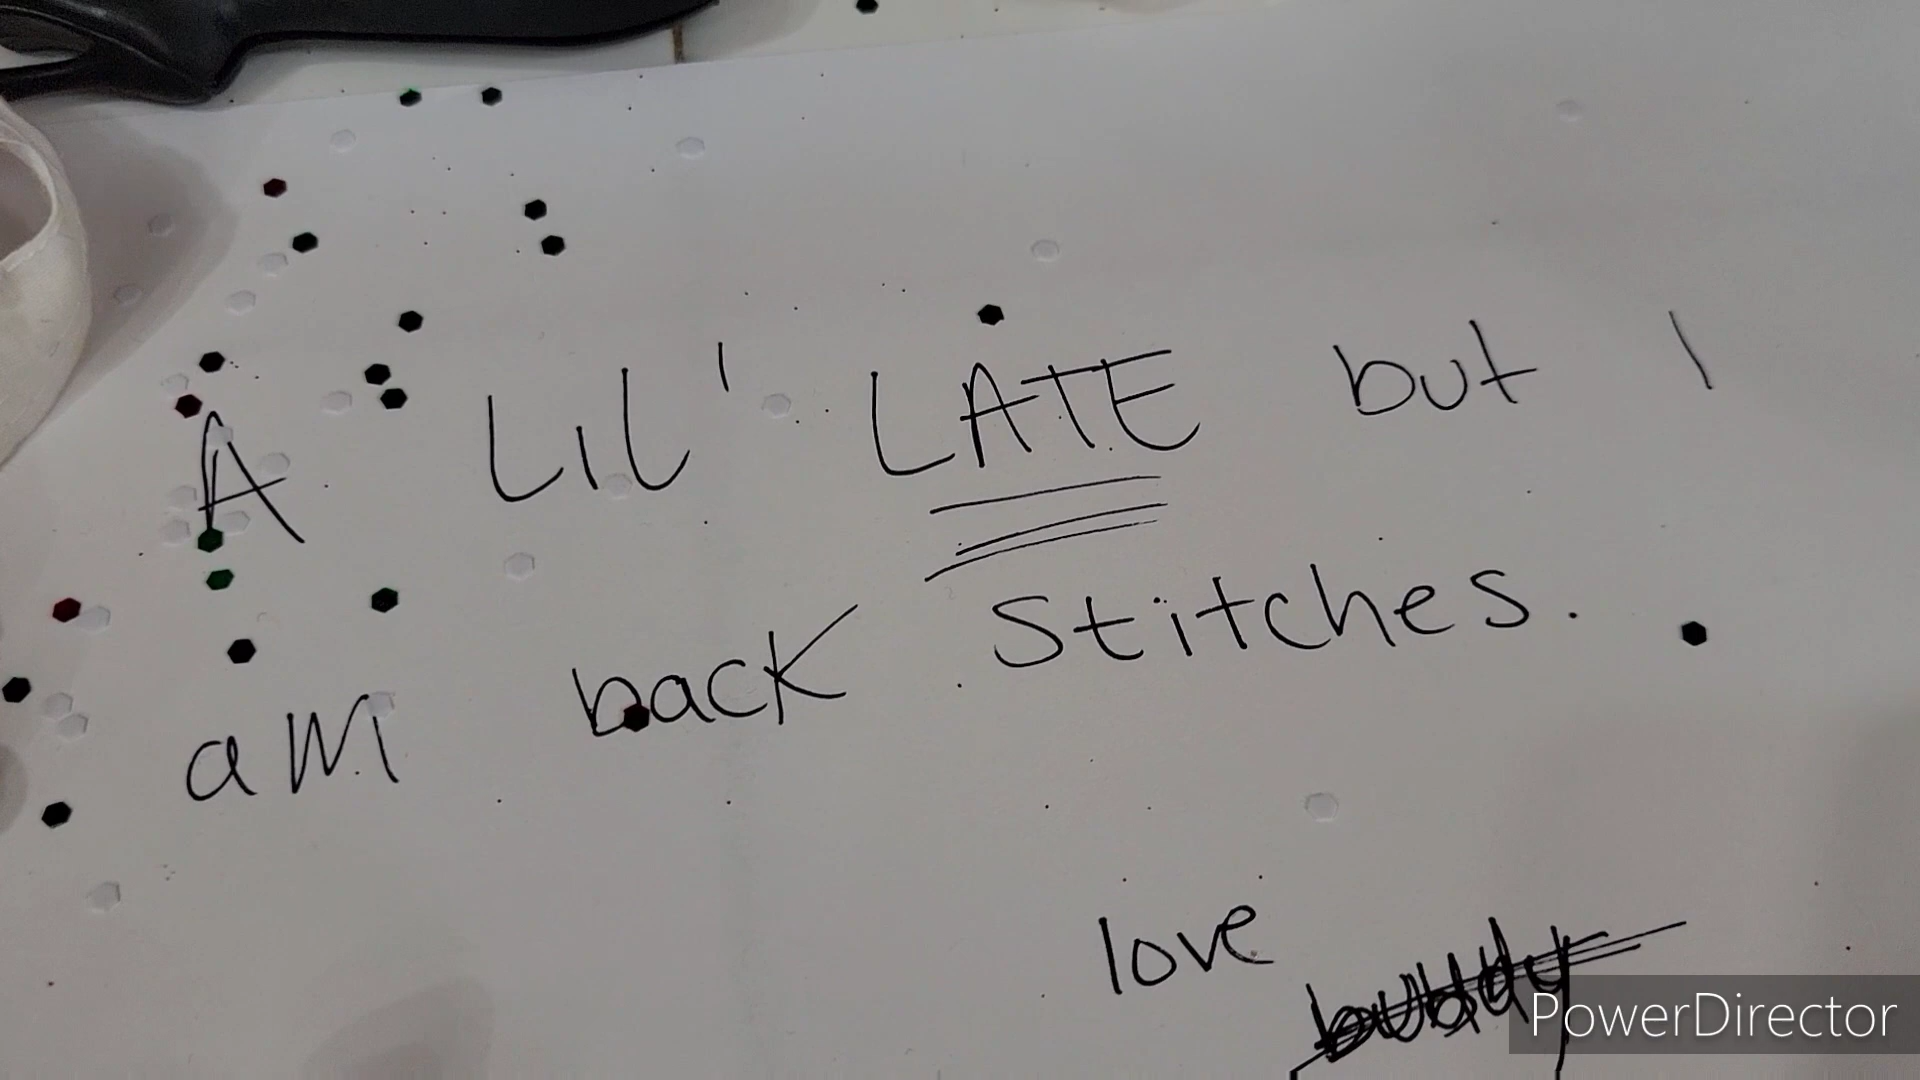 A LIL' LATE but I
aM back Stitches.
love
buddy
PowerDirector